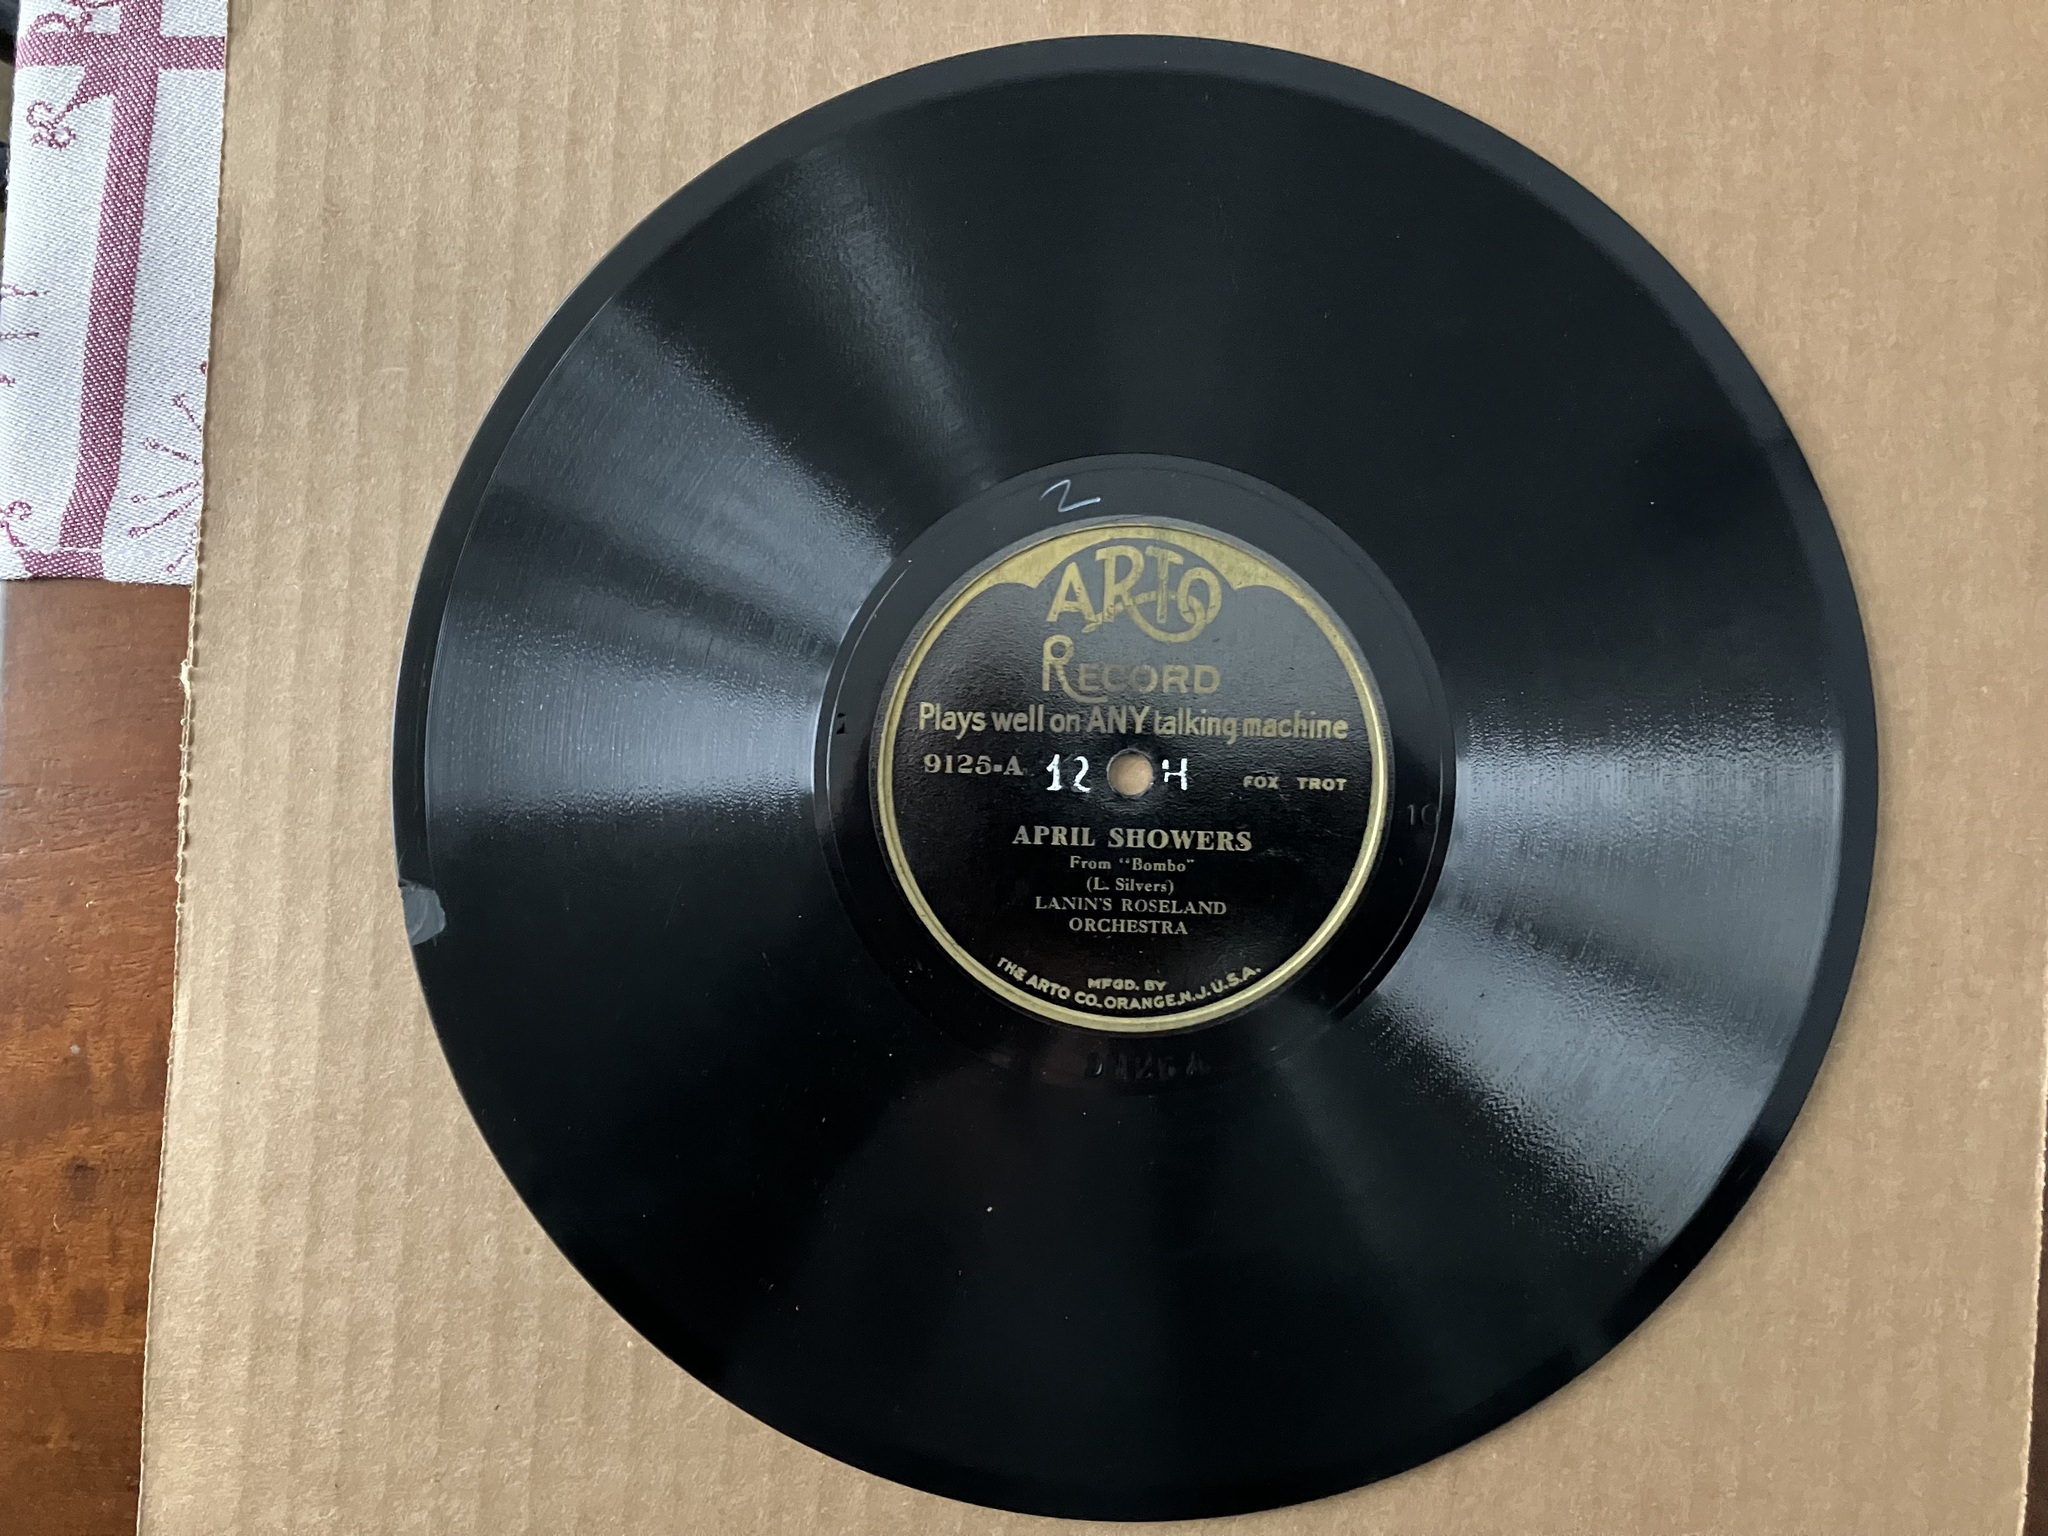 2
ARTO
RECORD
Plays well on ANY talking machine
9125-A 12 H FOX TROT
APRIL SHOWERS
From "Bombo"
(L. Silvers)
LANIN'S ROSELAND
ORCHESTRA
MFGD. BY
THE ARTO CO. ORANGE, N.J. U.S.A.